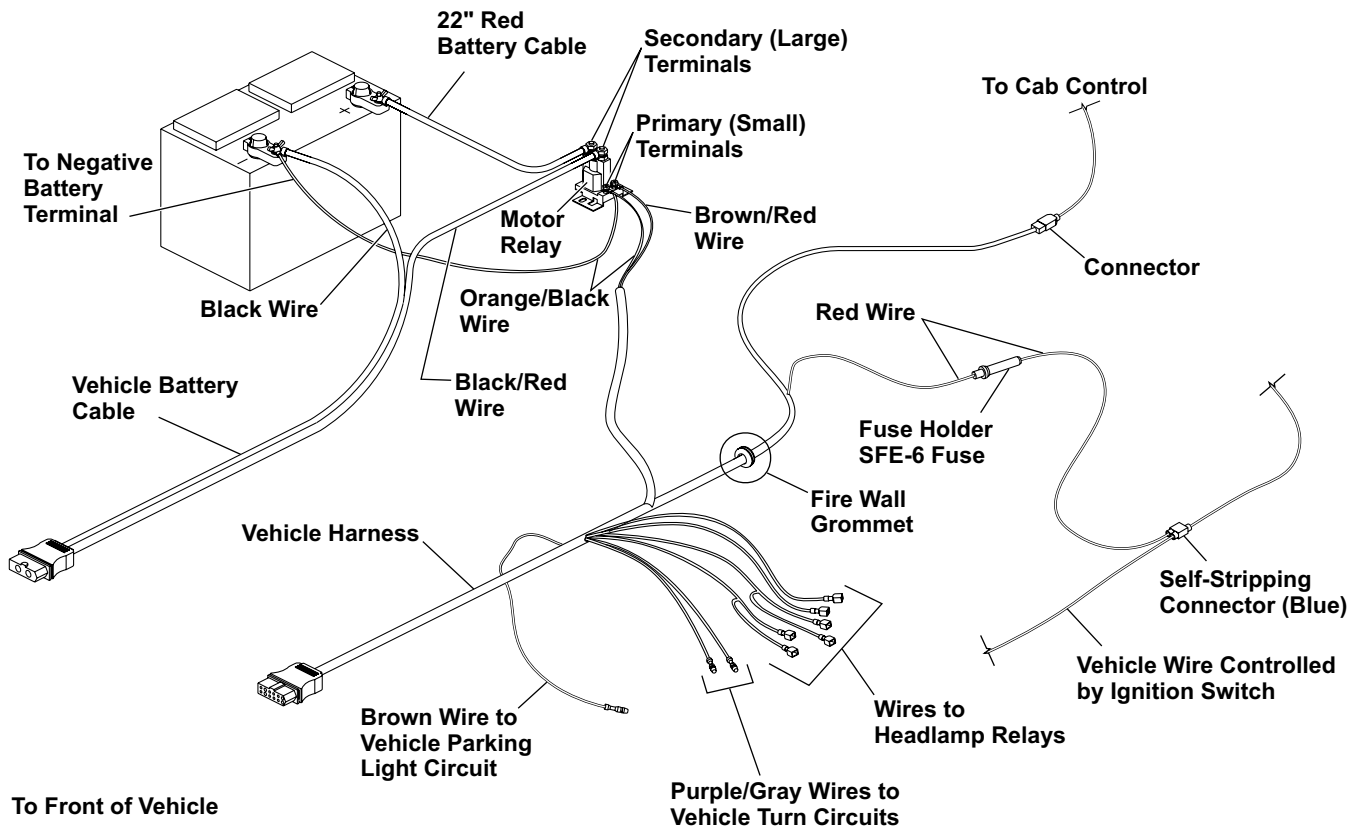 22" Red
Battery Cable
Secondary (Large)
Terminals
To Cab Control
Primary (Small)
Terminals
To Negative
Battery
Terminal
+
-
Motor
Relay
Brown/Red
Wire
Connector
Black Wire
Orange/Black
Wire
Red Wire
Vehicle Battery
Cable
Black/Red
Wire
Fuse Holder
SFE-6 Fuse
Fire Wall
Grommet
Vehicle Harness
Self-Stripping
Connector (Blue)
Vehicle Wire Controlled
by Ignition Switch
Brown Wire to
Vehicle Parking
Light Circuit
Wires to
Headlamp Relays
Purple/Gray Wires to
Vehicle Turn Circuits
To Front of Vehicle